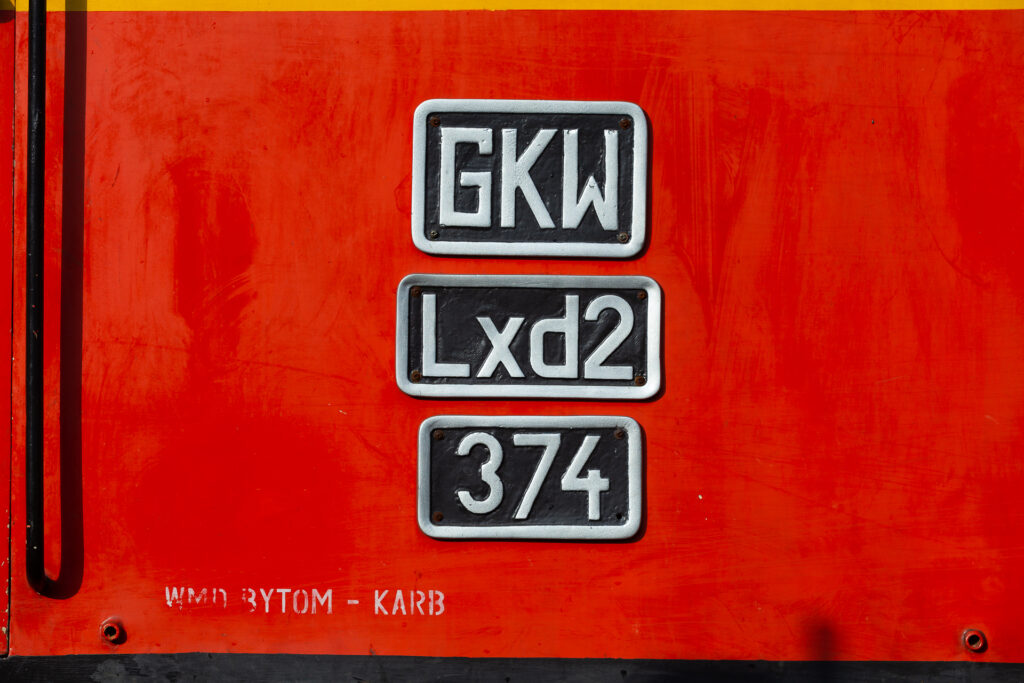 GKW
Lxd2
374
WMD BYTOM - KARB